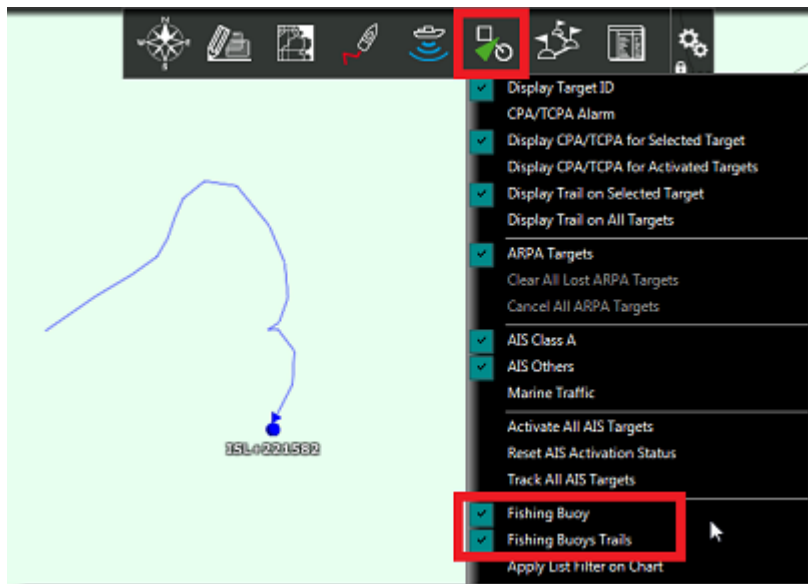 N
Display Target ID
CPA/TCPA Alarm
Display CPA/TCPA for Selected Target
Display CPA/TCPA for Activated Targets
Display Trail on Selected Target
Display Trail on All Targets
ARPA Targets
Clear All Lost ARPA Targets
Cancel All ARPA Targets
AIS Class A
AIS Others
Marine Traffic
Activate All AIS Targets
Reset AIS Activation Status
Track All AIS Targets
Fishing Buoy
Fishing Buoys Trails
Apply List Filter on Chart
ISL+221582